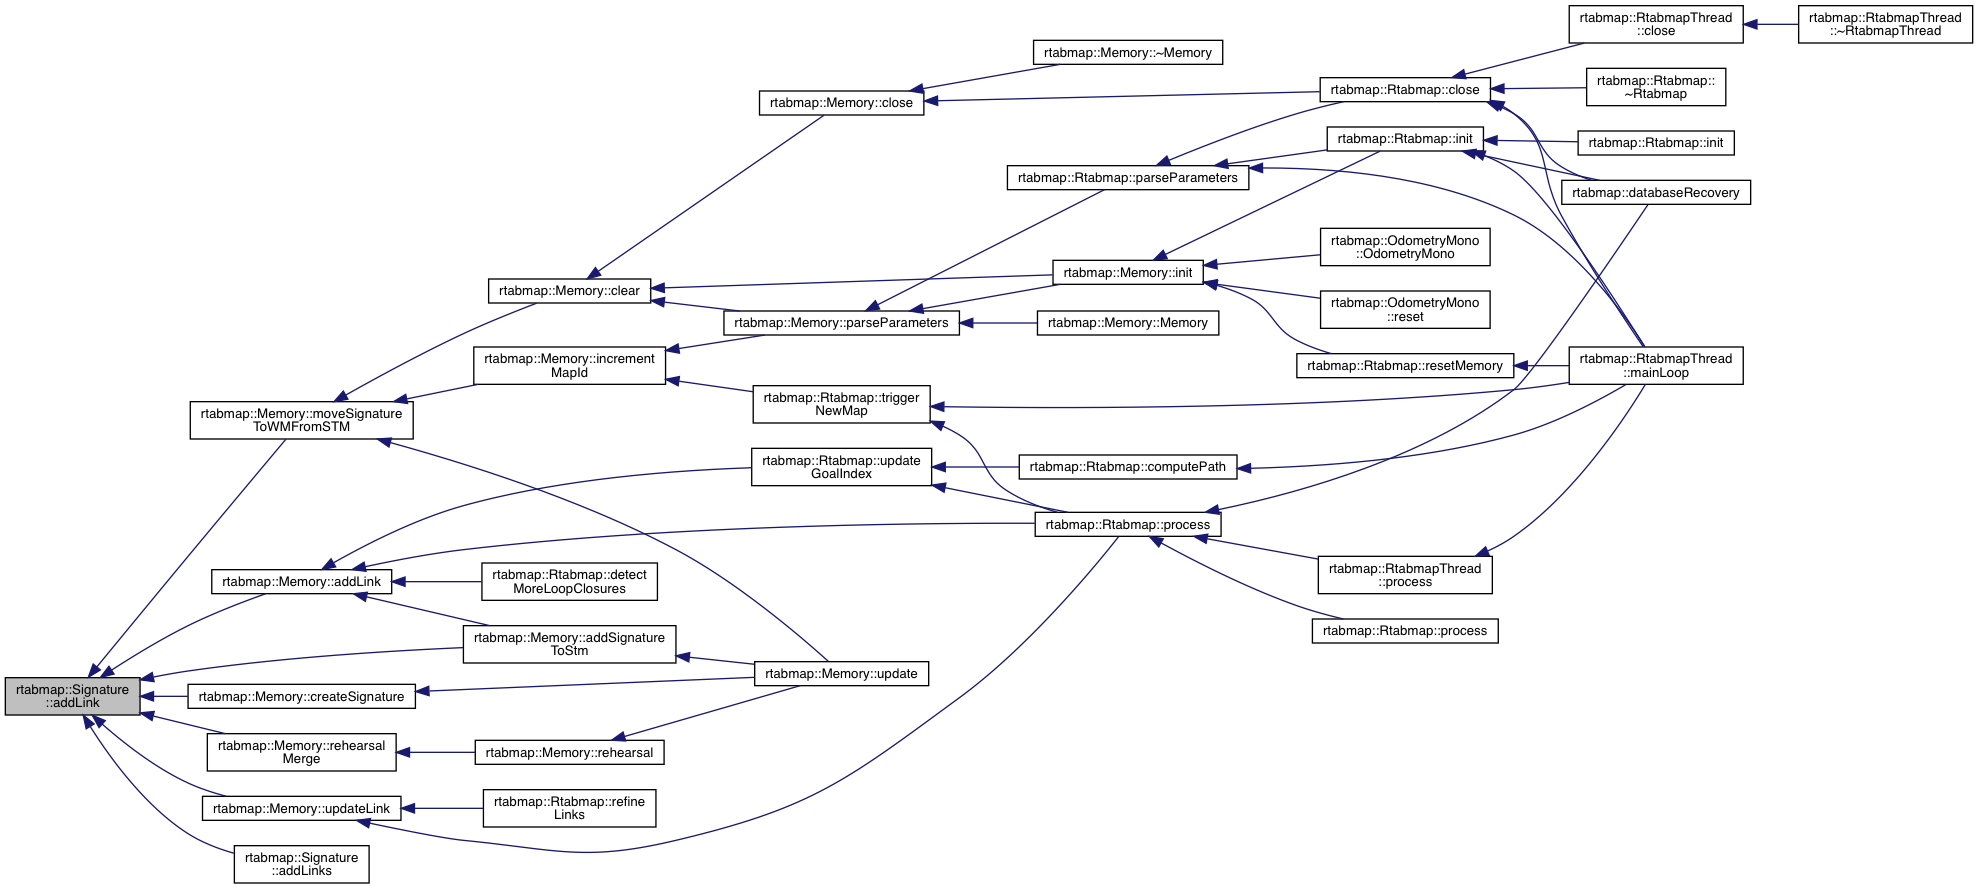 rtabmap::Signature
::addLink
rtabmap::Memory::moveSignature
ToWMFromSTM
rtabmap::Memory::addLink
rtabmap::Memory::createSignature
rtabmap::Memory::rehearsal
Merge
rtabmap::Memory::updateLink
rtabmap::Signature
::addLinks
rtabmap::Memory::clear
rtabmap::Memory::increment
MapId
rtabmap::Rtabmap::detect
MoreLoopClosures
rtabmap::Memory::addSignature
ToStm
rtabmap::Memory::rehearsal
rtabmap::Rtabmap::refine
Links
rtabmap::Memory::close
rtabmap::Memory::parseParameters
rtabmap::Rtabmap::trigger
NewMap
rtabmap::Rtabmap::update
GoalIndex
rtabmap::Memory::update
rtabmap::Memory::~Memory
rtabmap::Rtabmap::parseParameters
rtabmap::Memory::init
rtabmap::Memory::Memory
rtabmap::Rtabmap::computePath
rtabmap::Rtabmap::process
rtabmap::Rtabmap::close
rtabmap::Rtabmap::init
rtabmap::OdometryMono
::OdometryMono
rtabmap::OdometryMono
::reset
rtabmap::Rtabmap::resetMemory
rtabmap::RtabmapThread
::process
rtabmap::Rtabmap::process
rtabmap::RtabmapThread
::close
rtabmap::Rtabmap::
~Rtabmap
rtabmap::Rtabmap::init
rtabmap::databaseRecovery
rtabmap::RtabmapThread
::mainLoop
rtabmap::RtabmapThread
::~RtabmapThread